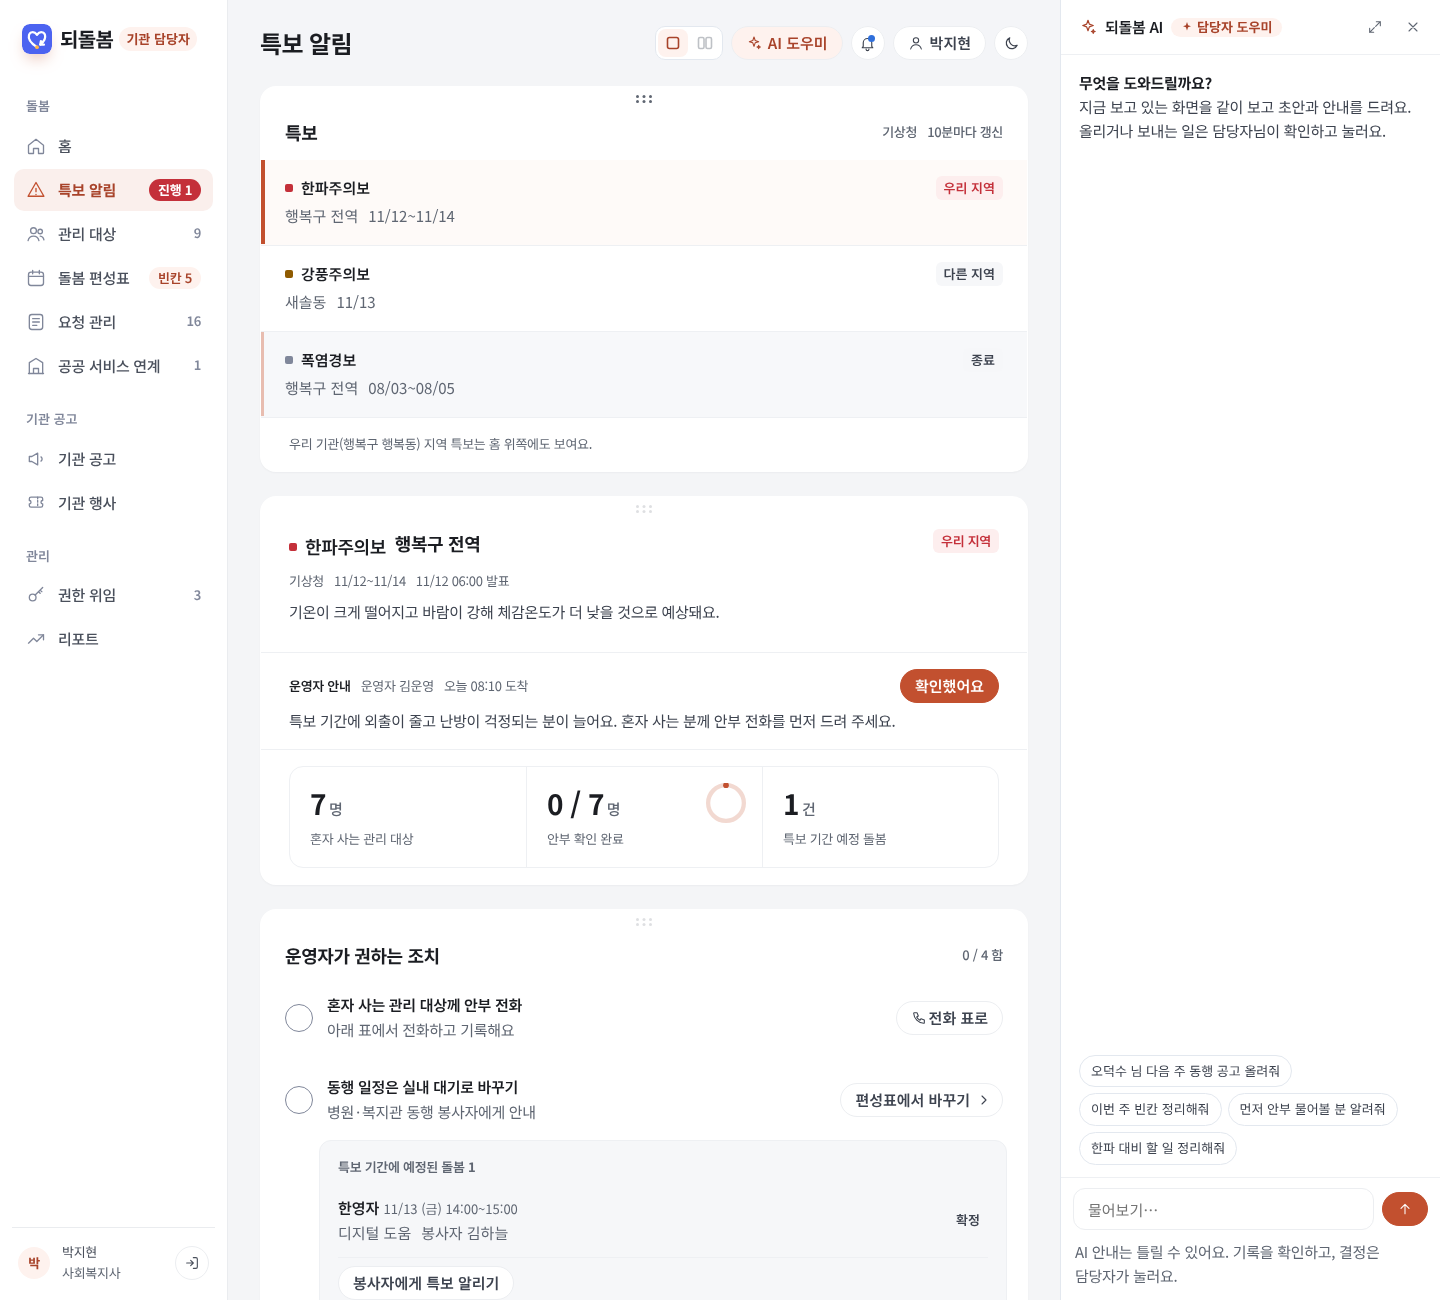 되돌봄 기관 담당자
돌봄
홈
특보 알림 진행 1
관리 대상 9
돌봄 편성표 빈칸 5
요청 관리 16
공공 서비스 연계 1
기관 공고
기관 공고
기관 행사
관리
권한 위임 3
리포트
박 박지현
사회복지사
특보 알림
AI 도우미
박지현
특보 기상청 10분마다 갱신
한파주의보 우리 지역
행복구 전역 11/12~11/14
강풍주의보 다른 지역
새솔동 11/13
폭염경보 종료
행복구 전역 08/03~08/05
우리 기관(행복구 행복동) 지역 특보는 홈 위쪽에도 보여요.
한파주의보 행복구 전역 우리 지역
기상청 11/12~11/14 11/12 06:00 발표
기온이 크게 떨어지고 바람이 강해 체감온도가 더 낮을 것으로 예상돼요.
운영자 안내 운영자 김운영 오늘 08:10 도착 확인했어요
특보 기간에 외출이 줄고 난방이 걱정되는 분이 늘어요. 혼자 사는 분께 안부 전화를 먼저 드려 주세요.
7명 0 / 7명 1건
혼자 사는 관리 대상 안부 확인 완료 특보 기간 예정 돌봄
운영자가 권하는 조치 0 / 4 함
혼자 사는 관리 대상께 안부 전화
아래 표에서 전화하고 기록해요
전화 표로
동행 일정은 실내 대기로 바꾸기
병원·복지관 동행 봉사자에게 안내
편성표에서 바꾸기
특보 기간에 예정된 돌봄 1
한영자 11/13 (금) 14:00~15:00
디지털 도움 봉사자 김하늘
확정
봉사자에게 특보 알리기
되돌봄 AI 담당자 도우미
무엇을 도와드릴까요?
지금 보고 있는 화면을 같이 보고 초안과 안내를 드려요.
올리거나 보내는 일은 담당자님이 확인하고 눌러요.
오덕수 님 다음 주 동행 공고 올려줘
이번 주 빈칸 정리해줘 먼저 안부 물어볼 분 알려줘
한파 대비 할 일 정리해줘
물어보기…
AI 안내는 틀릴 수 있어요. 기록을 확인하고, 결정은
담당자가 눌러요.